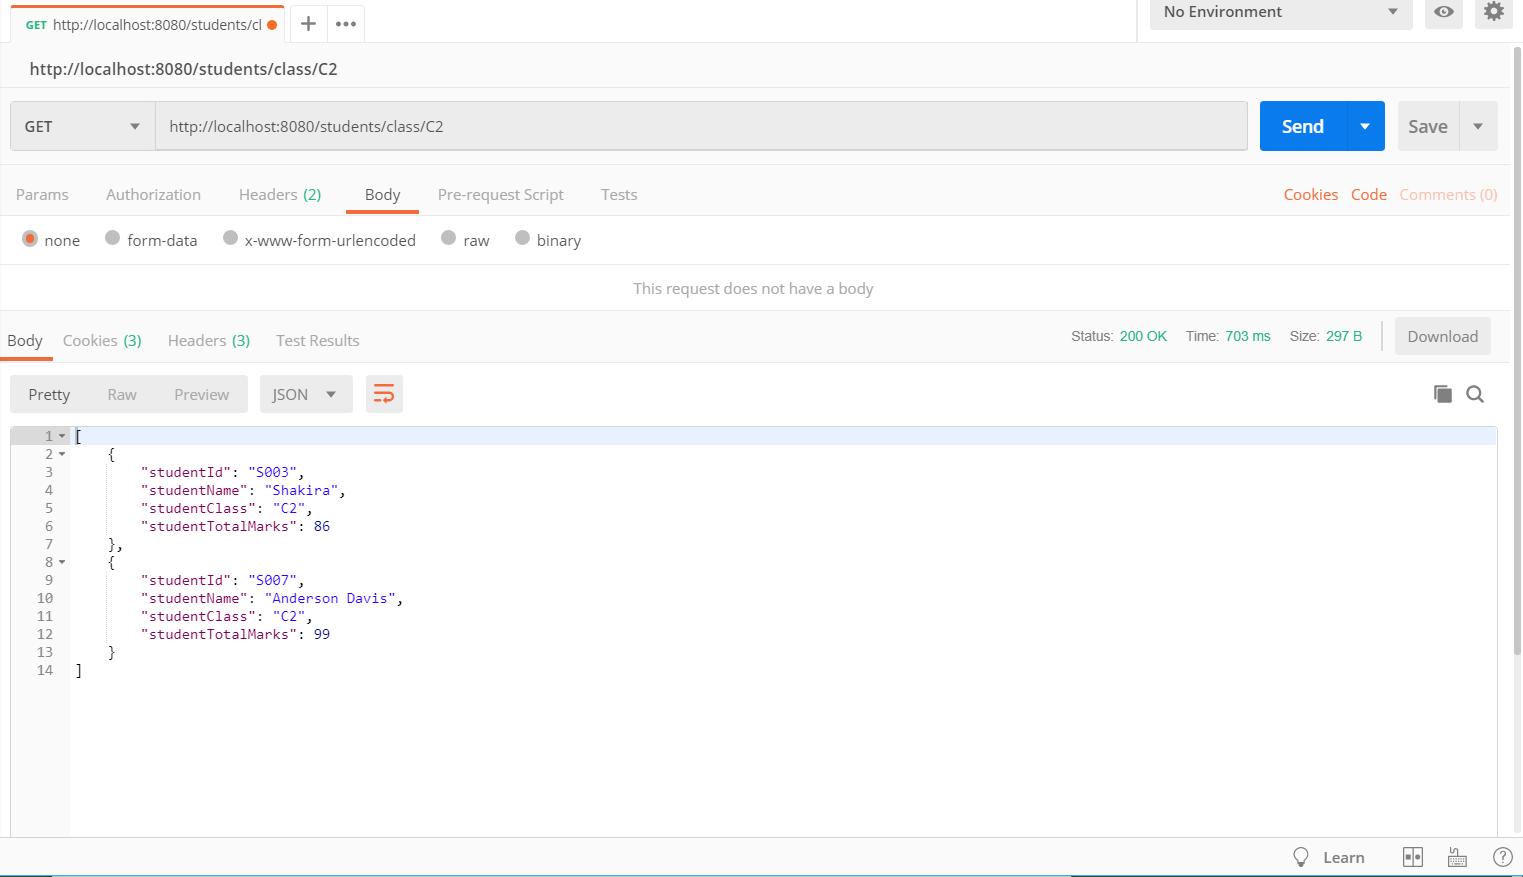 GET http://localhost:8080/students/cl
No Environment
http://localhost:8080/students/class/C2
GET http://localhost:8080/students/class/C2 Send Save
Params Authorization Headers (2) Body Pre-request Script Tests Cookies Code Comments (0)
none form-data x-www-form-urlencoded raw binary
This request does not have a body
Body Cookies (3) Headers (3) Test Results Status: 200 OK Time: 703 ms Size: 297 B Download
Pretty Raw Preview JSON
1 [
2 {
3 "studentId": "S003",
4 "studentName": "Shakira",
5 "studentClass": "C2",
6 "studentTotalMarks": 86
7 },
8 {
9 "studentId": "S007",
10 "studentName": "Anderson Davis",
11 "studentClass": "C2",
12 "studentTotalMarks": 99
13 }
14 ]
Learn